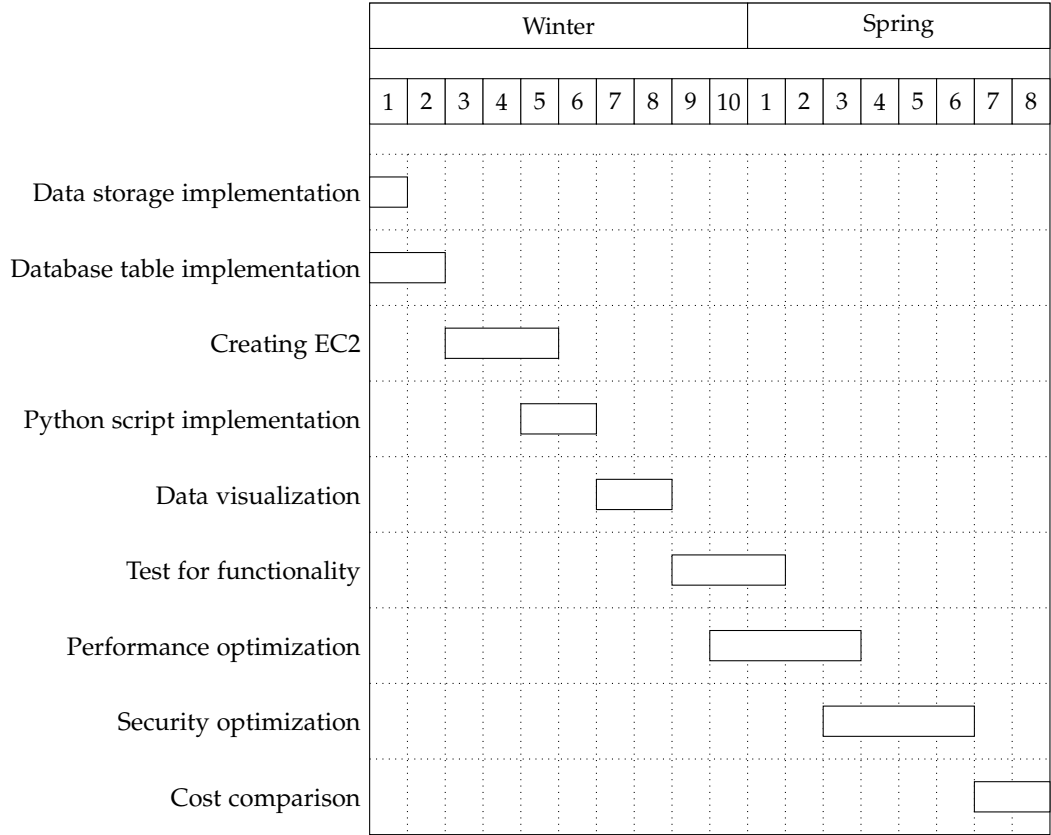 Winter Spring
1 2 3 4 5 6 7 8 9 10 1 2 3 4 5 6 7 8
Data storage implementation
Database table implementation
Creating EC2
Python script implementation
Data visualization
Test for functionality
Performance optimization
Security optimization
Cost comparison